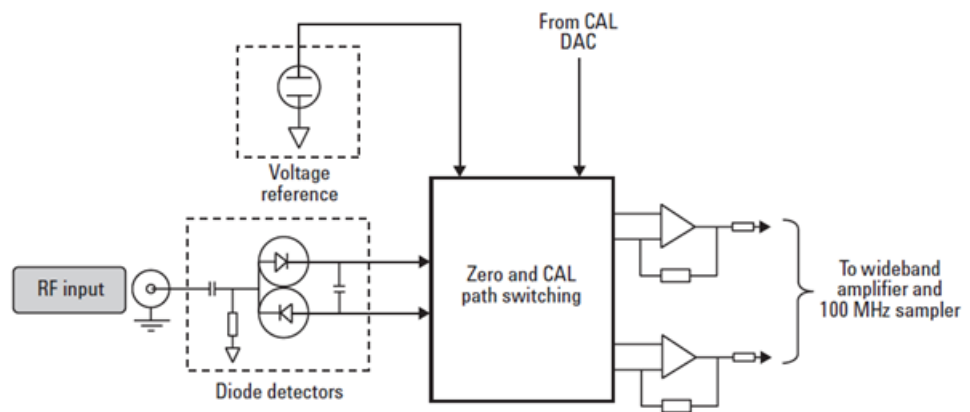 From CAL
DAC
Voltage
reference
RF input
Zero and CAL
path switching
To wideband
amplifier and
100 MHz sampler
Diode detectors